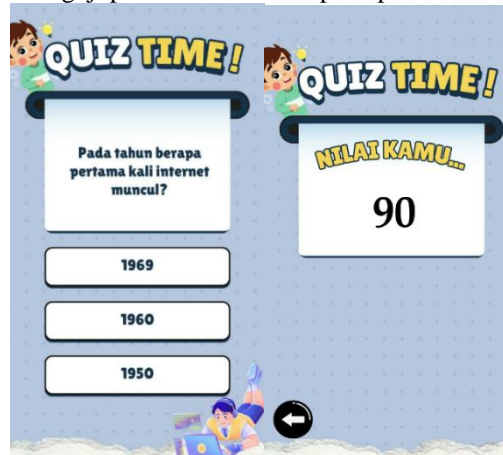 QUIZ TIME!
Pada tahun berapa
pertama kali internet
muncul?
1969
1960
1950
QUIZ TIME!
NILAI KAMU...
90